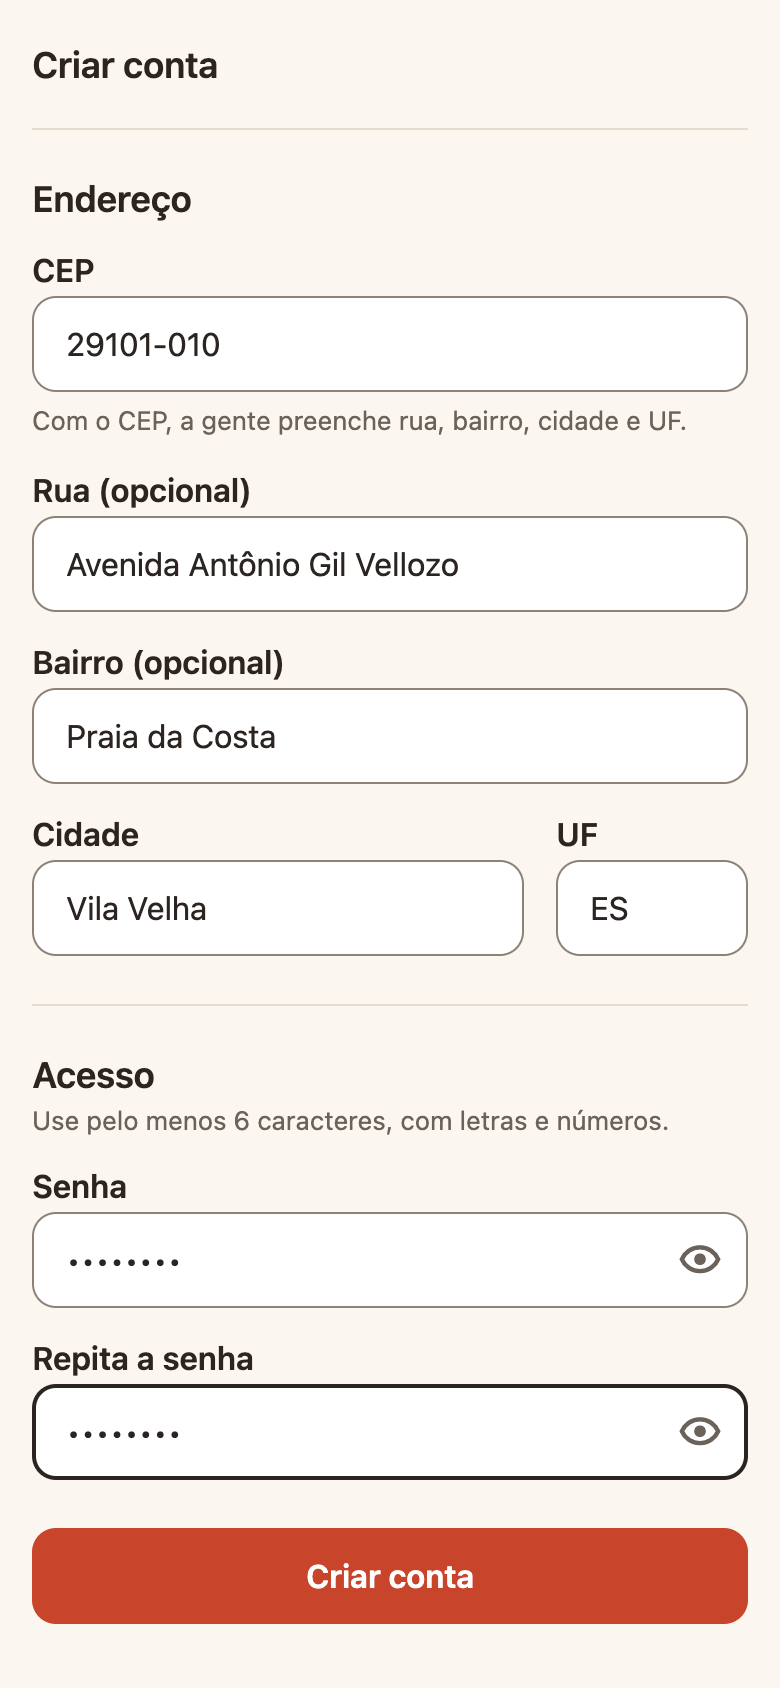 Criar conta
Endereço
CEP
29101-010
Com o CEP, a gente preenche rua, bairro, cidade e UF.
Rua (opcional)
Avenida Antônio Gil Vellozo
Bairro (opcional)
Praia da Costa
Cidade
UF
Vila Velha
ES
Acesso
Use pelo menos 6 caracteres, com letras e números.
Senha
••••••••
Repita a senha
••••••••
Criar conta